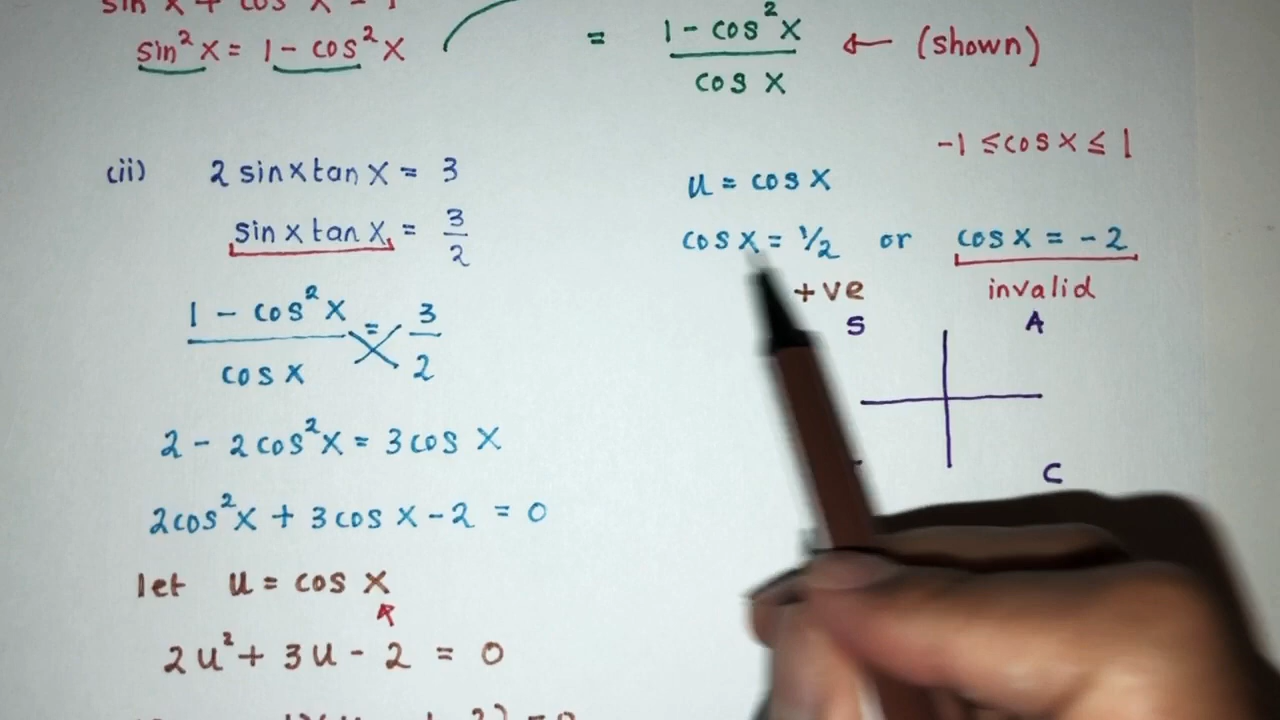 sin²x = 1 - cos²x
= (1 - cos²x) / (cos x) ← (shown)
(ii) 2 sin x tan x = 3
sin x tan x = 3/2
(1 - cos²x) / (cos x) = 3/2
2 - 2cos²x = 3cos x
2cos²x + 3cos x - 2 = 0
let u = cos x
2u² + 3u - 2 = 0
-1 ≤ cos x ≤ 1
u = cos x
cos x = 1/2 or cos x = -2
+ve invalid
S A
C